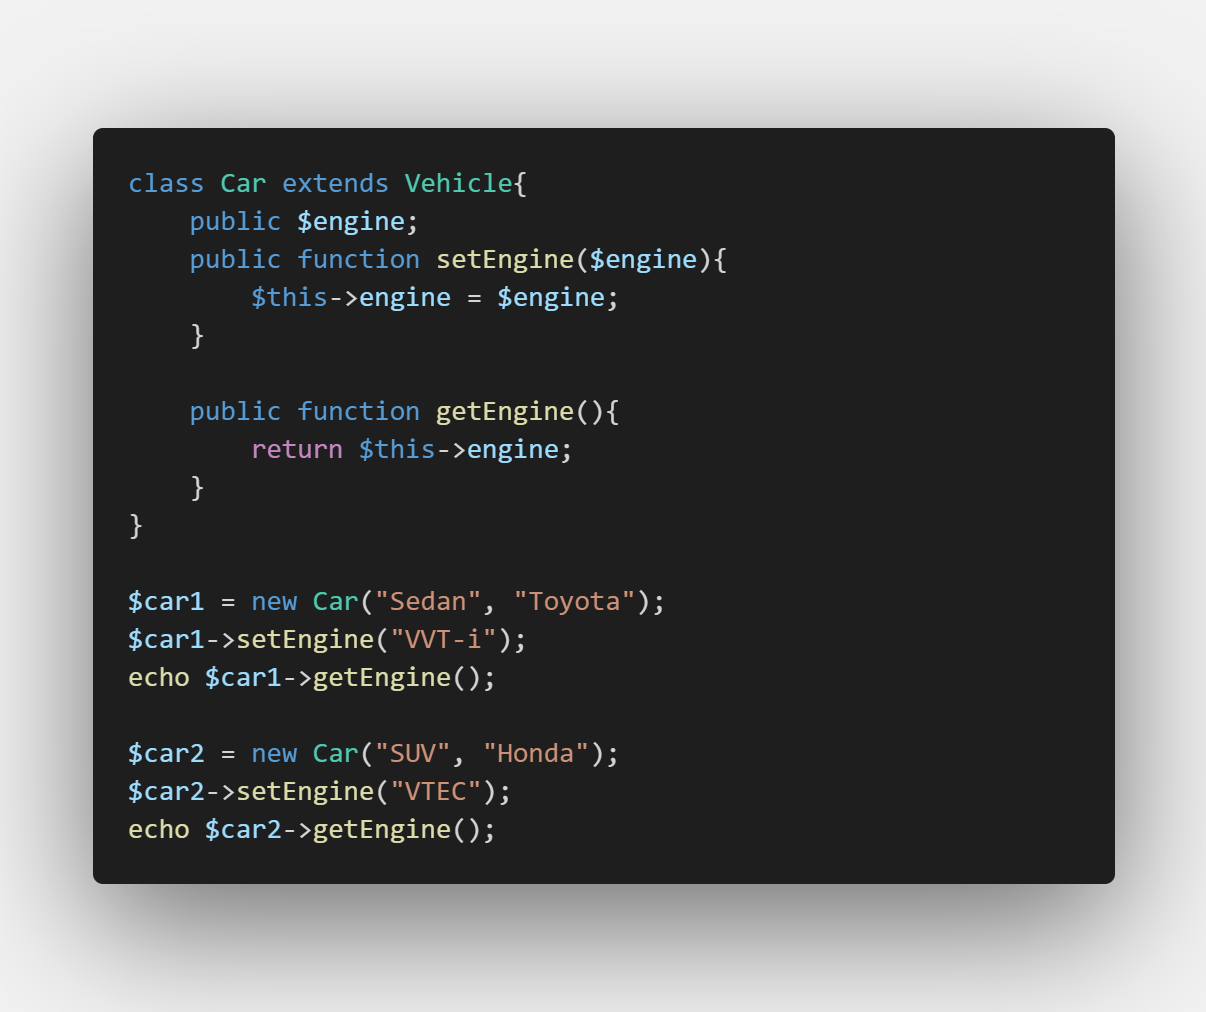 class Car extends Vehicle{
    public $engine;
    public function setEngine($engine){
        $this->engine = $engine;
    }

    public function getEngine(){
        return $this->engine;
    }
}

$car1 = new Car("Sedan", "Toyota");
$car1->setEngine("VVT-i");
echo $car1->getEngine();

$car2 = new Car("SUV", "Honda");
$car2->setEngine("VTEC");
echo $car2->getEngine();